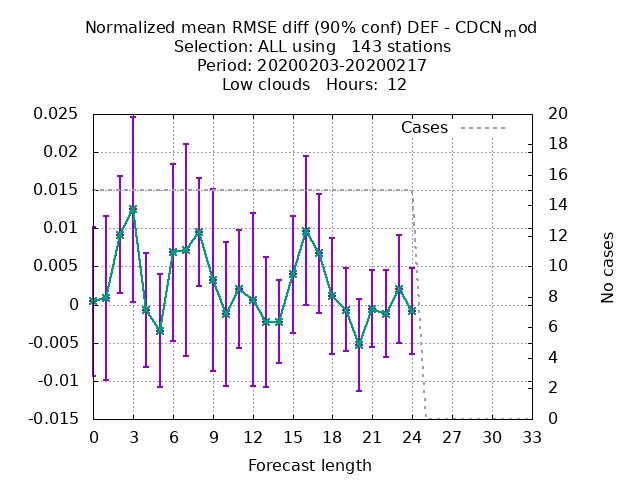 Normalized mean RMSE diff (90% conf) DEF - CDCNmod
Selection: ALL using 143 stations
Period: 20200203-20200217
Low clouds Hours: 12
Cases
0.025
0.02
0.015
0.01
0.005
0
-0.005
-0.01
-0.015
20
18
16
14
12
10
8
6
4
2
0
No cases
0 3 6 9 12 15 18 21 24 27 30 33
Forecast length